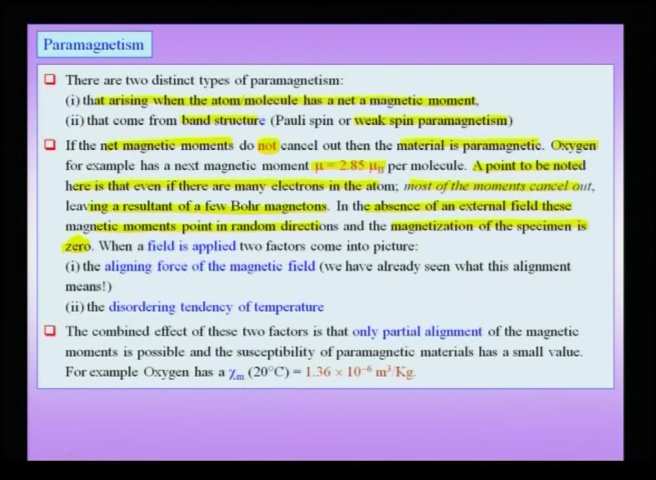 Paramagnetism
❑ There are two distinct types of paramagnetism:
(i) that arising when the atom/molecule has a net a magnetic moment,
(ii) that come from band structure (Pauli spin or weak spin paramagnetism)
❑ If the net magnetic moments do not cancel out then the material is paramagnetic. Oxygen
for example has a next magnetic moment μ = 2.85 μB per molecule. A point to be noted
here is that even if there are many electrons in the atom; most of the moments cancel out,
leaving a resultant of a few Bohr magnetons. In the absence of an external field these
magnetic moments point in random directions and the magnetization of the specimen is
zero. When a field is applied two factors come into picture:
(i) the aligning force of the magnetic field (we have already seen what this alignment
means!)
(ii) the disordering tendency of temperature
❑ The combined effect of these two factors is that only partial alignment of the magnetic
moments is possible and the susceptibility of paramagnetic materials has a small value.
For example Oxygen has a χm (20°C) = 1.36 × 10⁻⁶ m³/Kg.